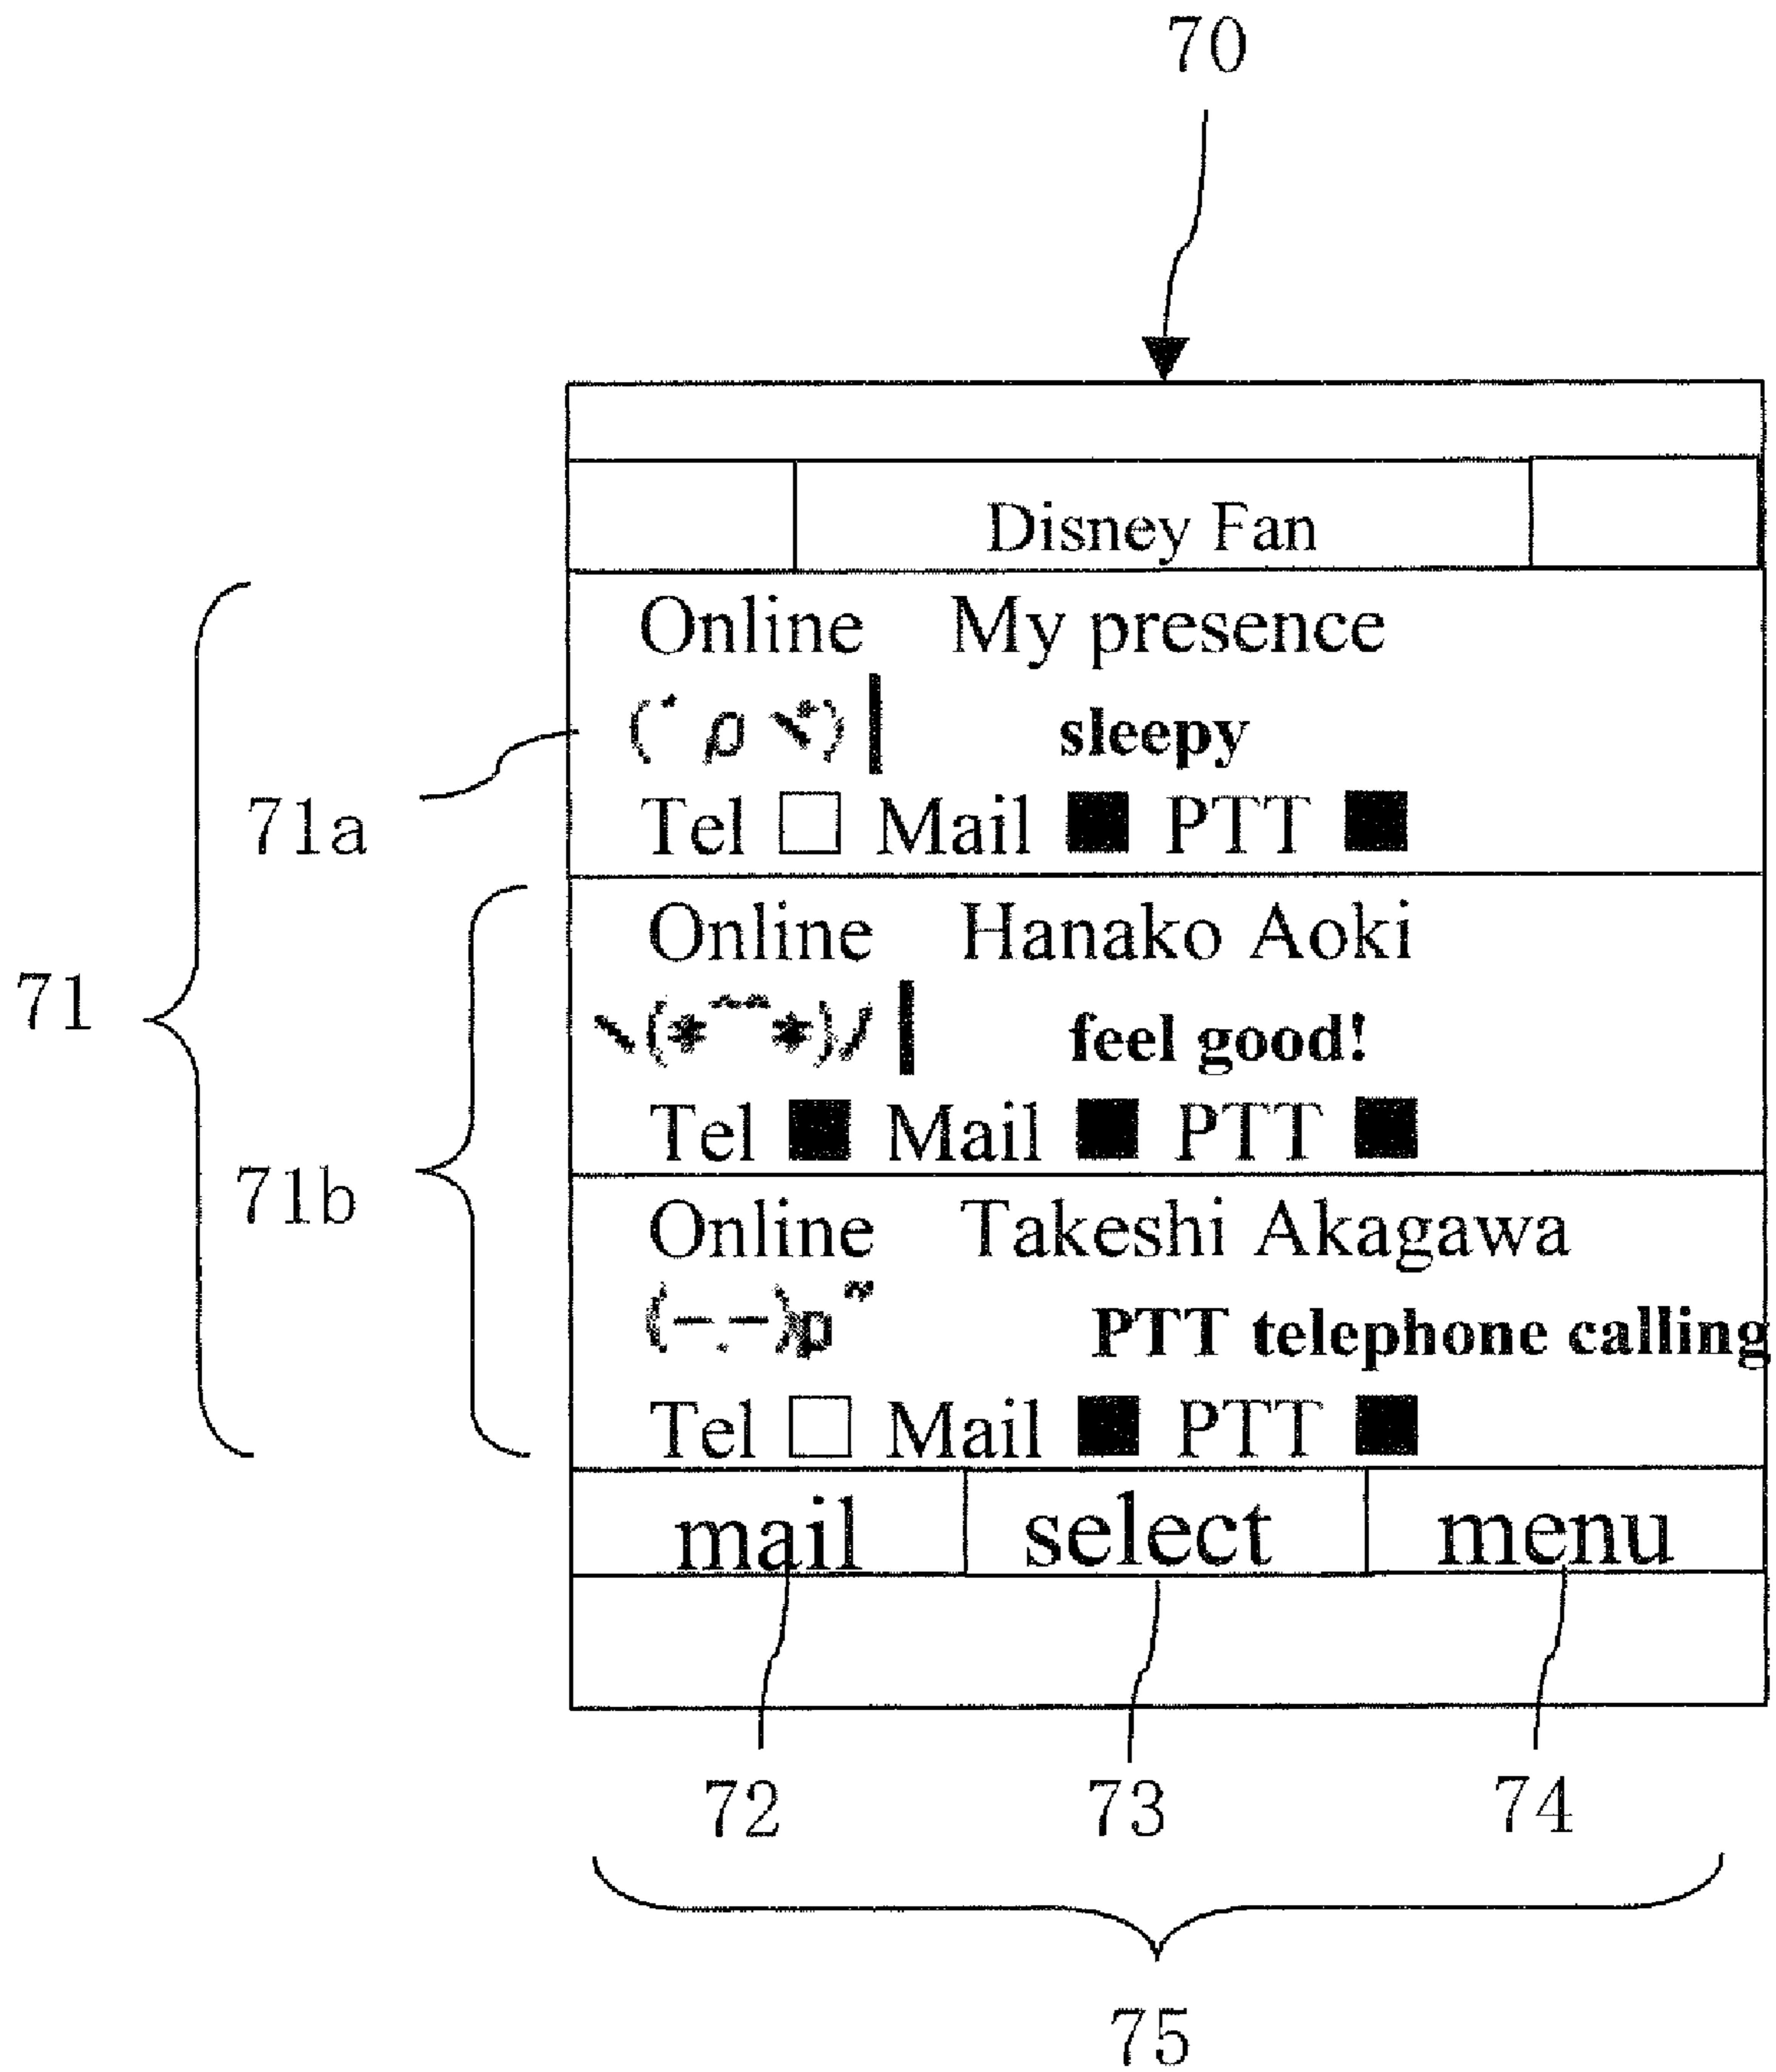 70
Disney Fan
Online My presence
sleepy
71a
Tel □ Mail ■ PTT ■
Online Hanako Aoki
71
\(*^^*)/ feel good!
Tel ■ Mail ■ PTT ■
71b
Online Takeshi Akagawa
(-.-)p~ PTT telephone calling
Tel □ Mail ■ PTT ■
mail select menu
72 73 74
75